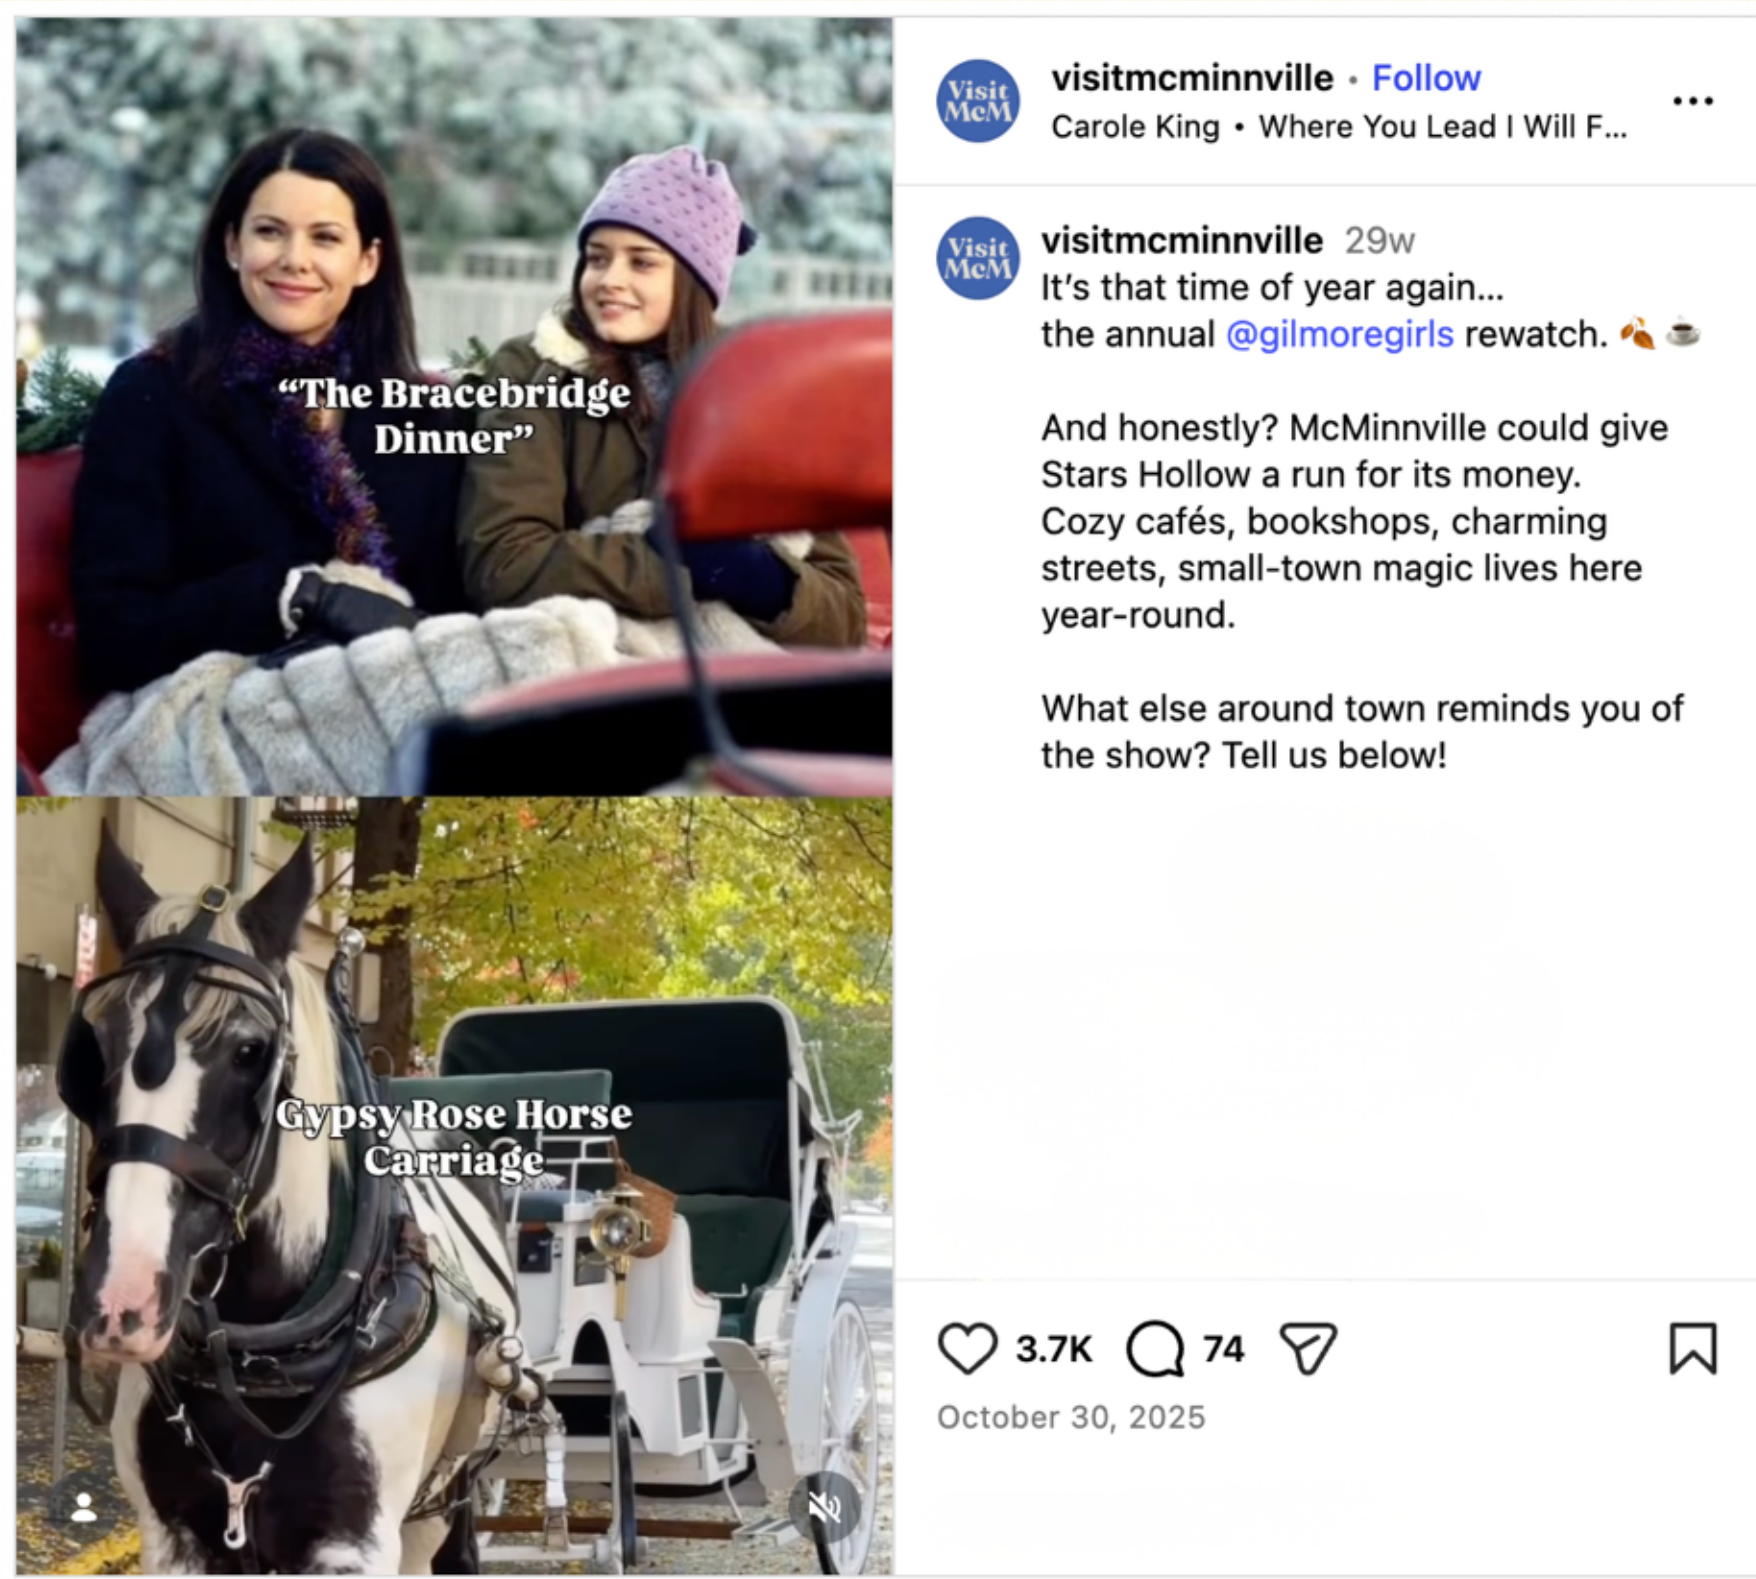 “The Bracebridge
Dinner”
Gypsy Rose Horse
Carriage
Visit
McM
visitmcminnville • Follow
Carole King • Where You Lead I Will F...
Visit
McM
visitmcminnville 29w
It’s that time of year again...
the annual @gilmoregirls rewatch. 🍂☕
And honestly? McMinnville could give
Stars Hollow a run for its money.
Cozy cafés, bookshops, charming
streets, small-town magic lives here
year-round.
What else around town reminds you of
the show? Tell us below!
3.7K 74
October 30, 2025